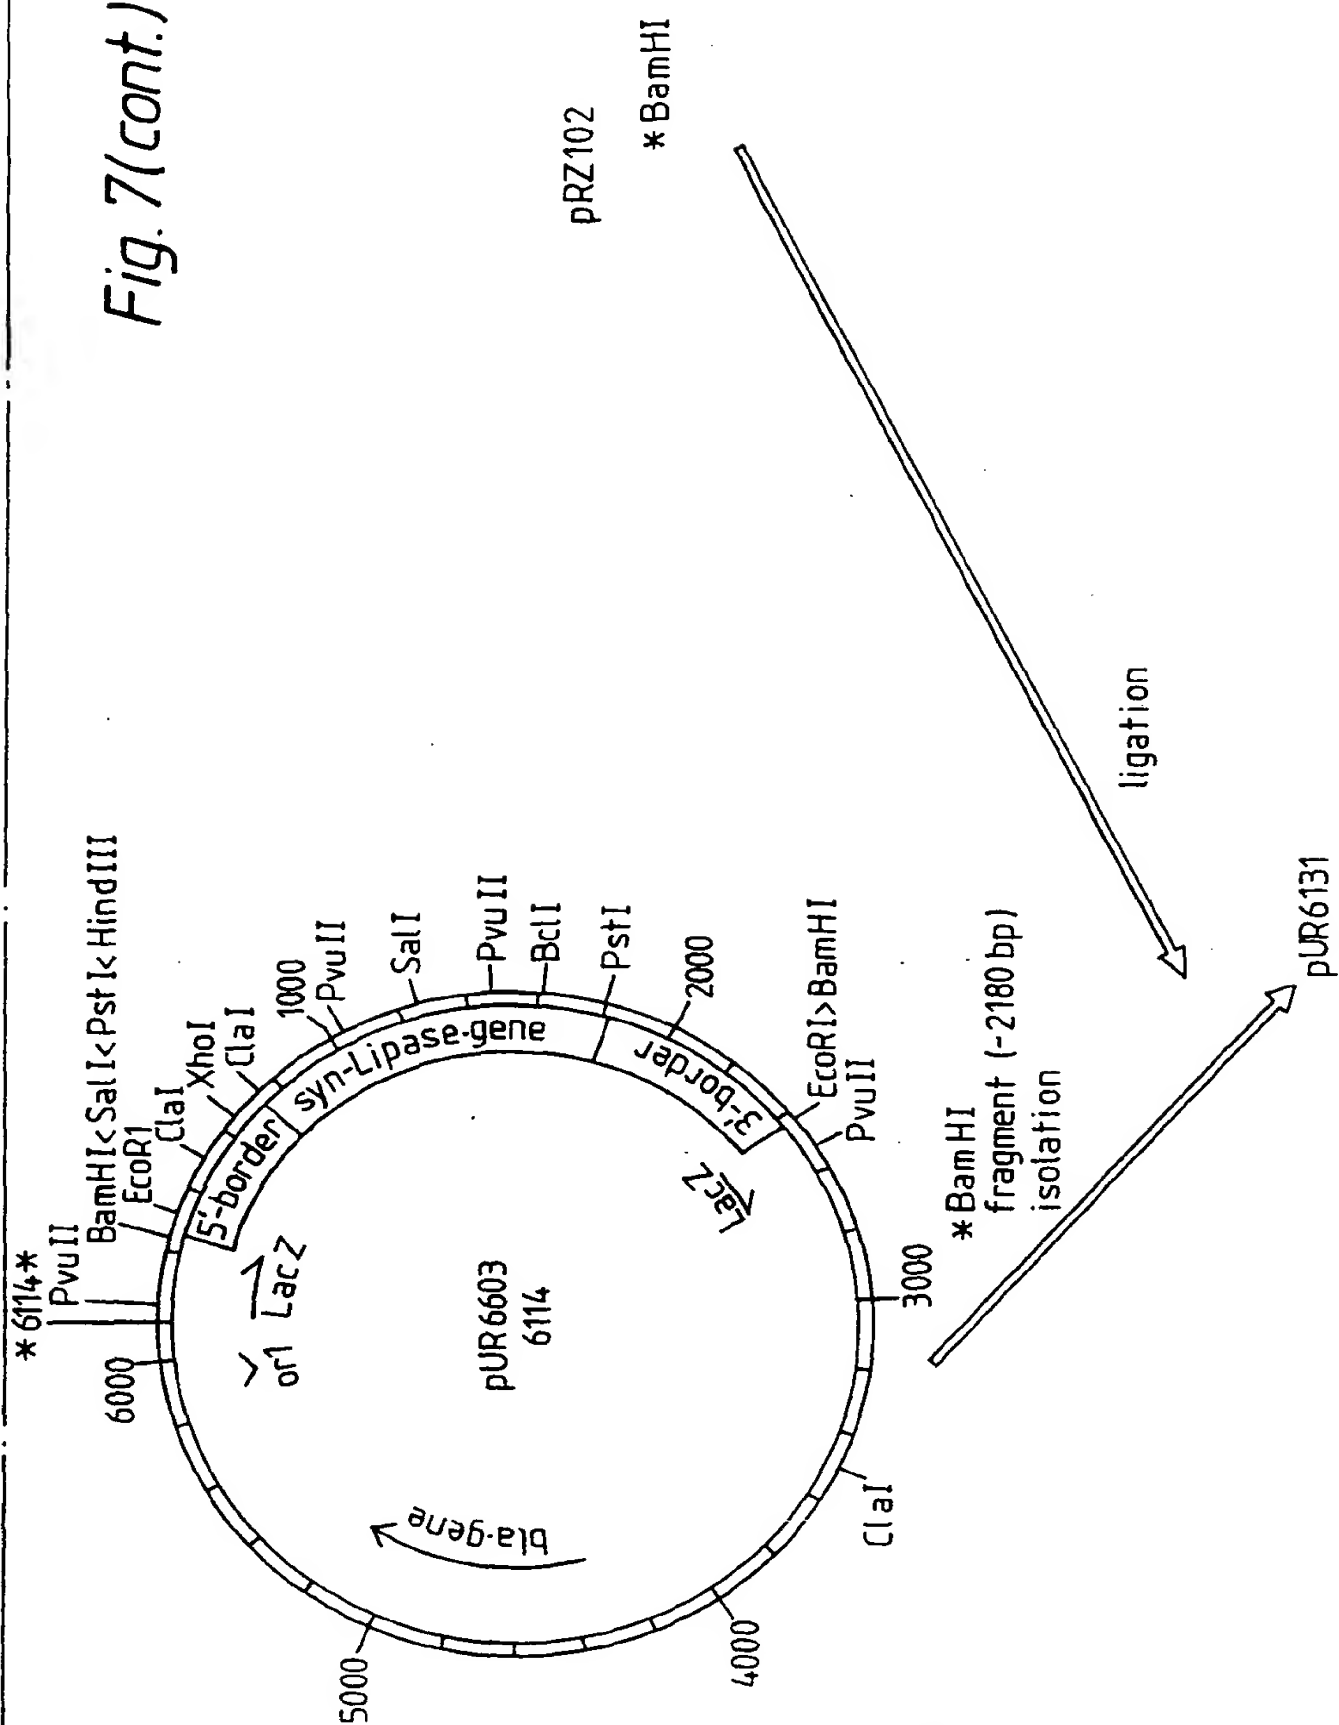 Fig. 7(cont.)
*6114*
PvuII
BamHI<SalI<PstI<HindIII
EcoR1
ClaI
XhoI
ClaI
1000
PvuII
SalI
PvuII
BclI
PstI
2000
EcoRI>BamHI
PvuII
3000
ClaI
4000
5000
6000
5'-border
syn-Lipase-gene
3'-border
>
ori
LacZ
LacZ
bla-gene
pUR6603
6114
*BamHI
fragment (-2180 bp)
isolation
pRZ102
*BamHI
ligation
pUR6131